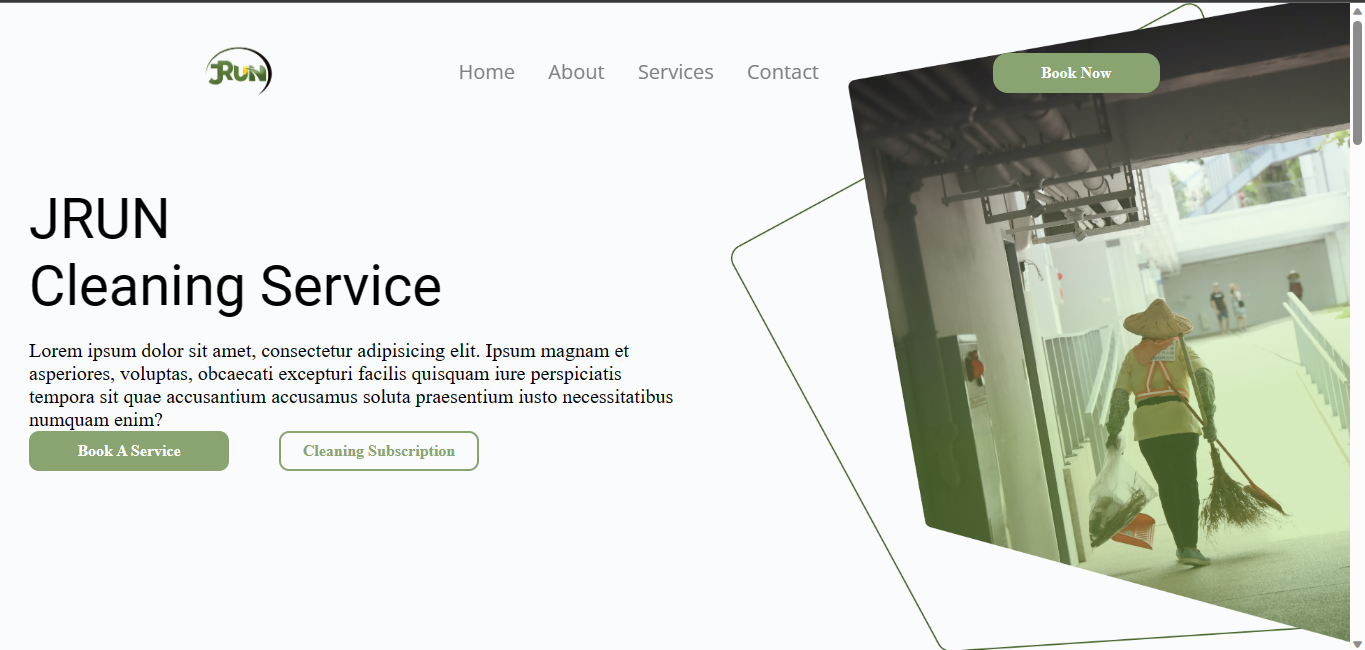 JRUN
Home About Services Contact
Book Now
JRUN
Cleaning Service
Lorem ipsum dolor sit amet, consectetur adipisicing elit. Ipsum magnam et
asperiores, voluptas, obcaecati excepturi facilis quisquam iure perspiciatis
tempora sit quae accusantium accusamus soluta praesentium iusto necessitatibus
numquam enim?
Book A Service
Cleaning Subscription